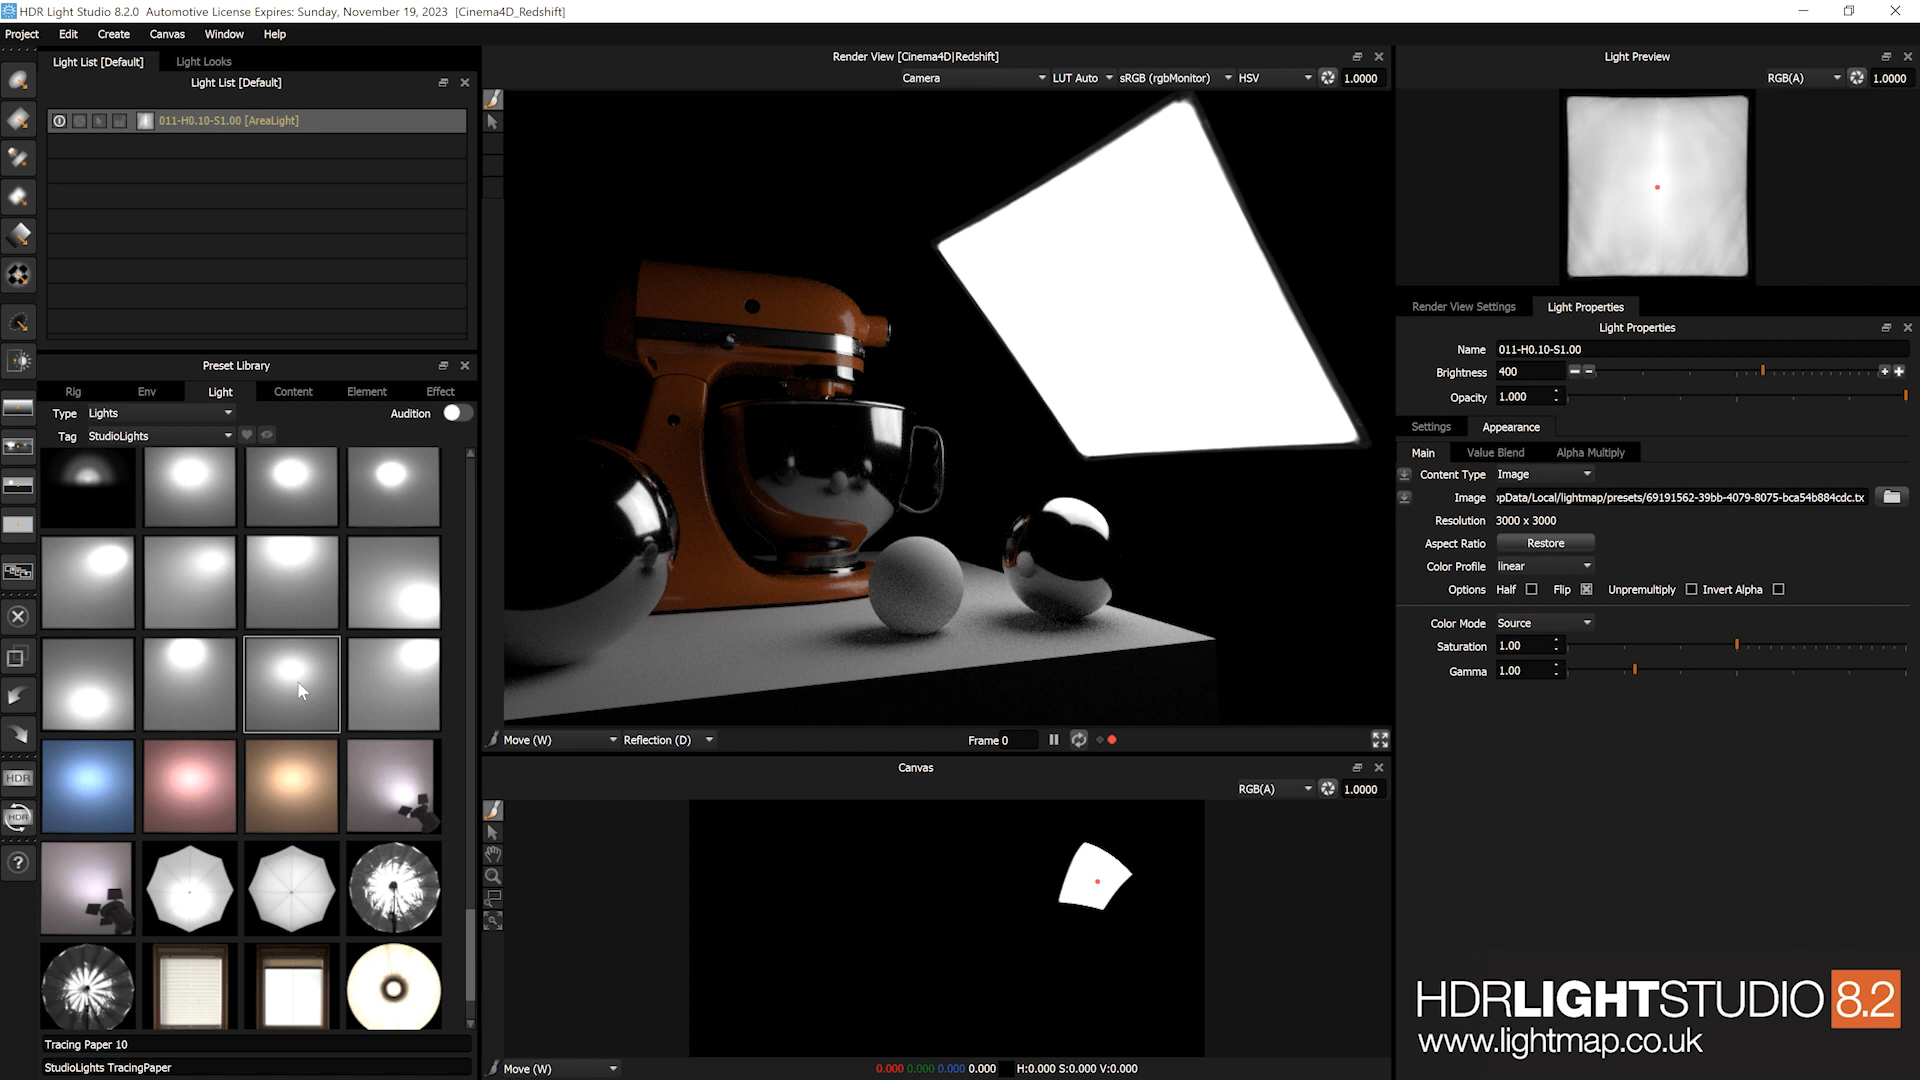 HDR Light Studio 8.2.0 Automotive License Expires: Sunday, November 19, 2023 [Cinema4D_Redshift]
Project Edit Create Canvas Window Help
Light List [Default] Light Looks
Light List [Default]
011-H0.10-S1.00 [AreaLight]
Preset Library
Rig Env Light Content Element Effect
Type Lights Audition
Tag StudioLights
Tracing Paper 10
StudioLights TracingPaper
HDR
HDR
?
Render View [Cinema4D|Redshift]
Camera LUT Auto sRGB (rgbMonitor) HSV 1.0000
Move (W) Reflection (D) Frame 0
Canvas
RGB(A) 1.0000
Move (W) 0.000 0.000 0.000 0.000 H:0.000 S:0.000 V:0.000
Light Preview
RGB(A) 1.0000
Render View Settings Light Properties
Light Properties
Name 011-H0.10-S1.00
Brightness 400
Opacity 1.000
Settings Appearance
Main Value Blend Alpha Multiply
Content Type Image
Image ppData/Local/lightmap/presets/69191562-39bb-4079-8075-bca54b884cdc.tx
Resolution 3000 x 3000
Aspect Ratio Restore
Color Profile linear
Options Half Flip Unpremultiply Invert Alpha
Color Mode Source
Saturation 1.00
Gamma 1.00
HDRLIGHTSTUDIO 8.2
www.lightmap.co.uk